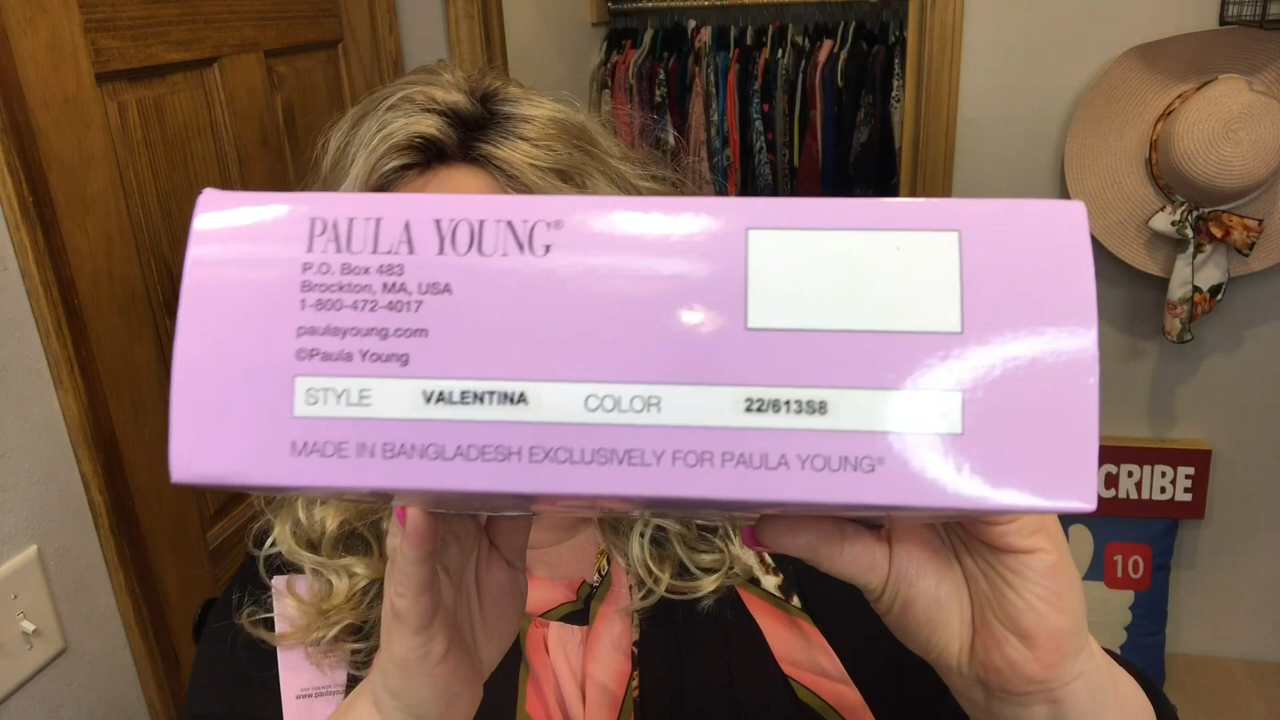 PAULA YOUNG®
P.O. Box 483
Brockton, MA, USA
1-800-472-4017
paulayoung.com
©Paula Young
STYLE VALENTINA COLOR 22/613S8
MADE IN BANGLADESH EXCLUSIVELY FOR PAULA YOUNG®
CRIBE
10